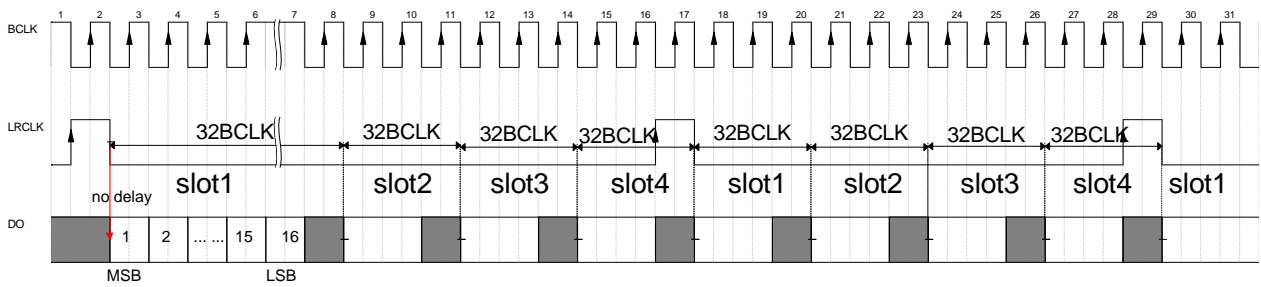 1 2 3 4 5 6 7 8 9 10 11 12 13 14 15 16 17 18 19 20 21 22 23 24 25 26 27 28 29 30 31
BCLK
LRCLK
32BCLK 32BCLK 32BCLK 32BCLK 32BCLK 32BCLK 32BCLK 32BCLK
slot1 slot2 slot3 slot4 slot1 slot2 slot3 slot4 slot1
no delay
DO
1 2 ... ... 15 16
MSB LSB